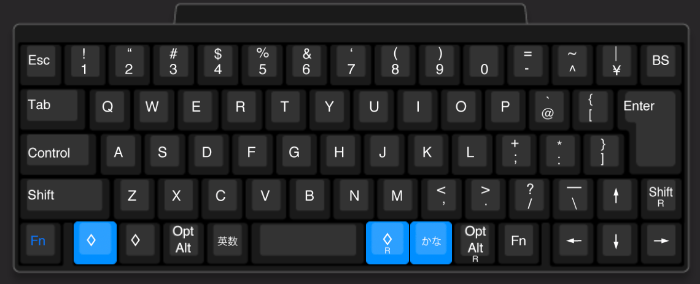 Esc ! " # $ % & ' ( ) = ~ | BS
1 2 3 4 5 6 7 8 9 0 - ^ ¥
Tab Q W E R T Y U I O P ` { Enter
@ [
Control A S D F G H J K L + * }
; : ]
Shift Z X C V B N M < > ? — ↑ Shift
, . / \ R
Fn ◊ ◊ Opt 英数 ◊ かな Opt Fn ← ↓ →
Alt R Alt
R